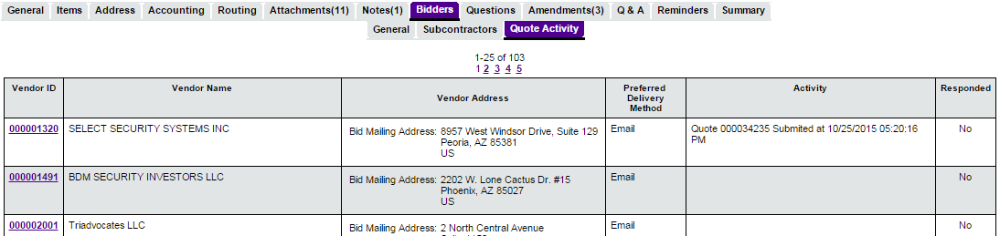 General Items Address Accounting Routing Attachments(11) Notes(1) Bidders Questions Amendments(3) Q & A Reminders Summary
General Subcontractors Quote Activity
1-25 of 103
1 2 3 4 5
Vendor ID Vendor Name Vendor Address Preferred Delivery Method Activity Responded
000001320 SELECT SECURITY SYSTEMS INC Bid Mailing Address: 8957 West Windsor Drive, Suite 129 Email Quote 000034235 Submited at 10/25/2015 05:20:16 No
Peoria, AZ 85381 PM
US
000001491 BDM SECURITY INVESTORS LLC Bid Mailing Address: 2202 W. Lone Cactus Dr. #15 Email No
Phoenix, AZ 85027
US
000002001 Triadvocates LLC Bid Mailing Address: 2 North Central Avenue Email No